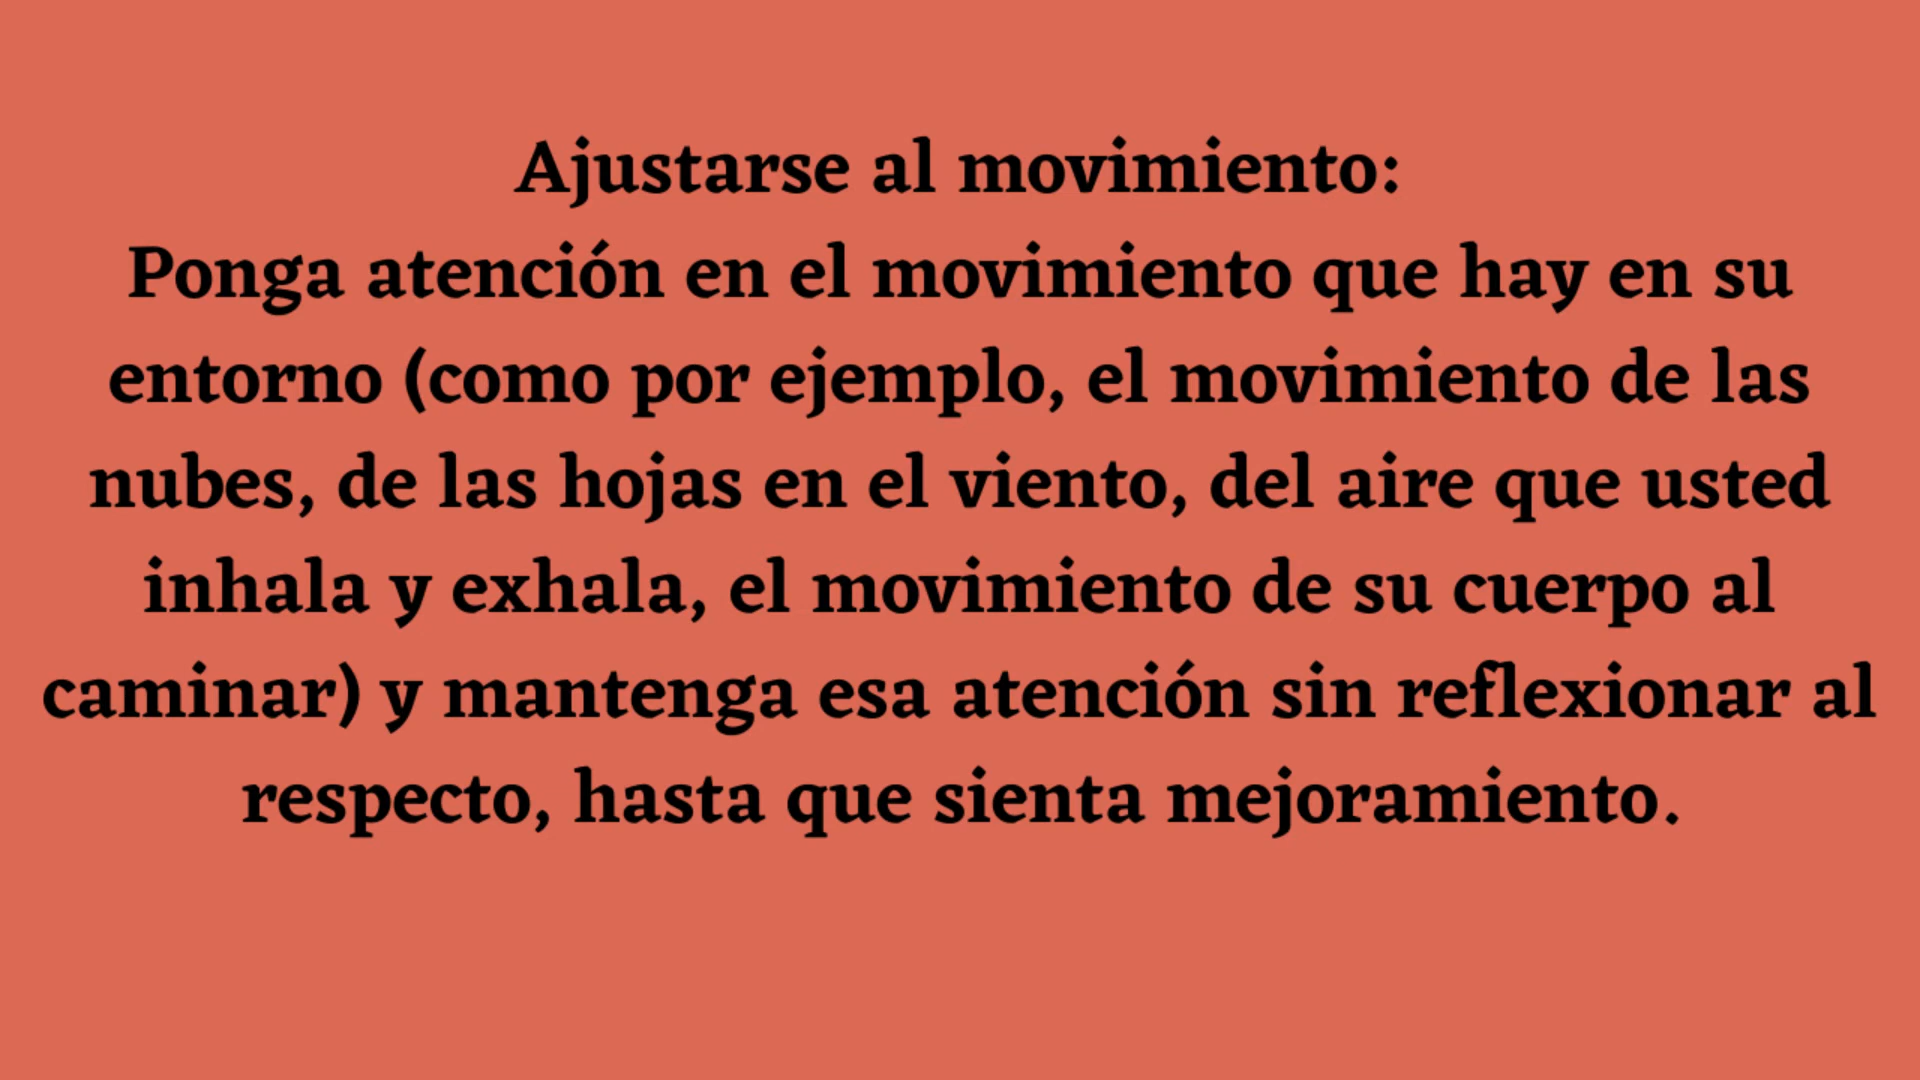 Ajustarse al movimiento:
Ponga atención en el movimiento que hay en su
entorno (como por ejemplo, el movimiento de las
nubes, de las hojas en el viento, del aire que usted
inhala y exhala, el movimiento de su cuerpo al
caminar) y mantenga esa atención sin reflexionar al
respecto, hasta que sienta mejoramiento.